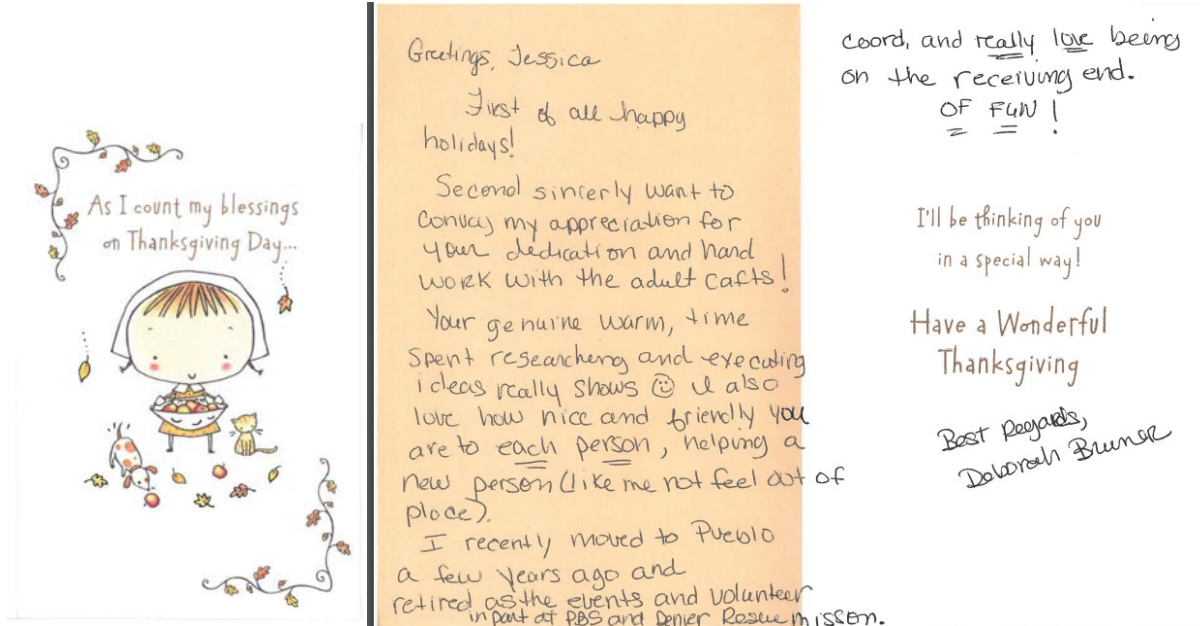 As I count my blessings
on Thanksgiving Day...
Greetings, Jessica
First of all happy
holidays!
Second sincerly want to
convay my appreciation for
your dedication and hard
work with the adult cafts!
Your genuine warm, time
spent researching and executing
ideas really shows ☺ I also
love how nice and friendly you
are to each person, helping a
new person (like me not feel out of
place).
I recently moved to Pueblo
a few years ago and
retired as the events and volunteer
in part at PBS and Denver Rescue misson.
coord, and really love being
on the receiving end.
OF FUN!
I'll be thinking of you
in a special way!
Have a Wonderful
Thanksgiving
Best Regards,
Deborah Bruner